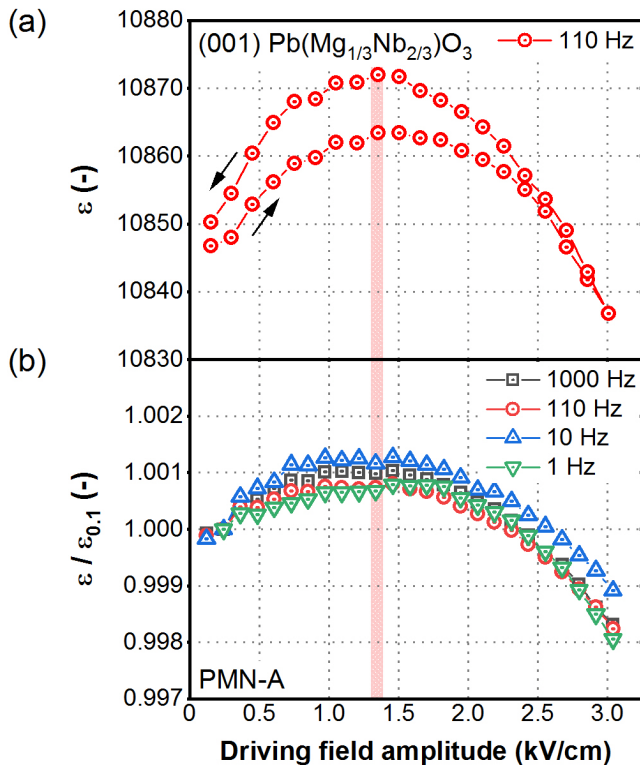 (a)
(001) Pb(Mg1/3Nb2/3)O3
110 Hz
10880
10870
10860
10850
10840
10830
ε (-)
(b)
1000 Hz
110 Hz
10 Hz
1 Hz
1.002
1.001
1.000
0.999
0.998
0.997
ε / ε0.1 (-)
PMN-A
0 0.5 1.0 1.5 2.0 2.5 3.0
Driving field amplitude (kV/cm)